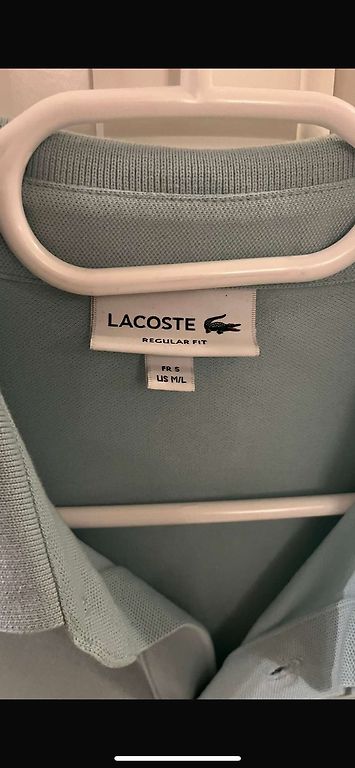 LACOSTE
REGULAR FIT
FR 5
US M/L